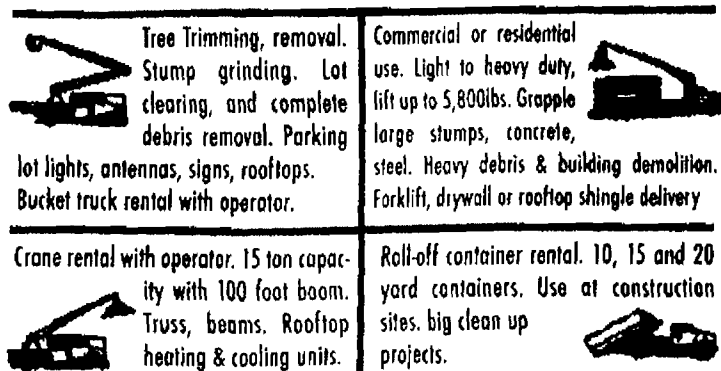 Tree Trimming, removal.
Stump grinding. Lot
clearing, and complete
debris removal. Parking
lot lights, antennas, signs, rooftops.
Bucket truck rental with operator.
Commercial or residential
use. Light to heavy duty,
lift up to 5,800lbs. Grapple
large stumps, concrete,
steel. Heavy debris & building demolition.
Forklift, drywall or rooftop shingle delivery
Crane rental with operator. 15 ton capac-
ity with 100 foot boom.
Truss, beams. Rooftop
heating & cooling units.
Roll-off container rental. 10, 15 and 20
yard containers. Use at construction
sites. big clean up
projects.